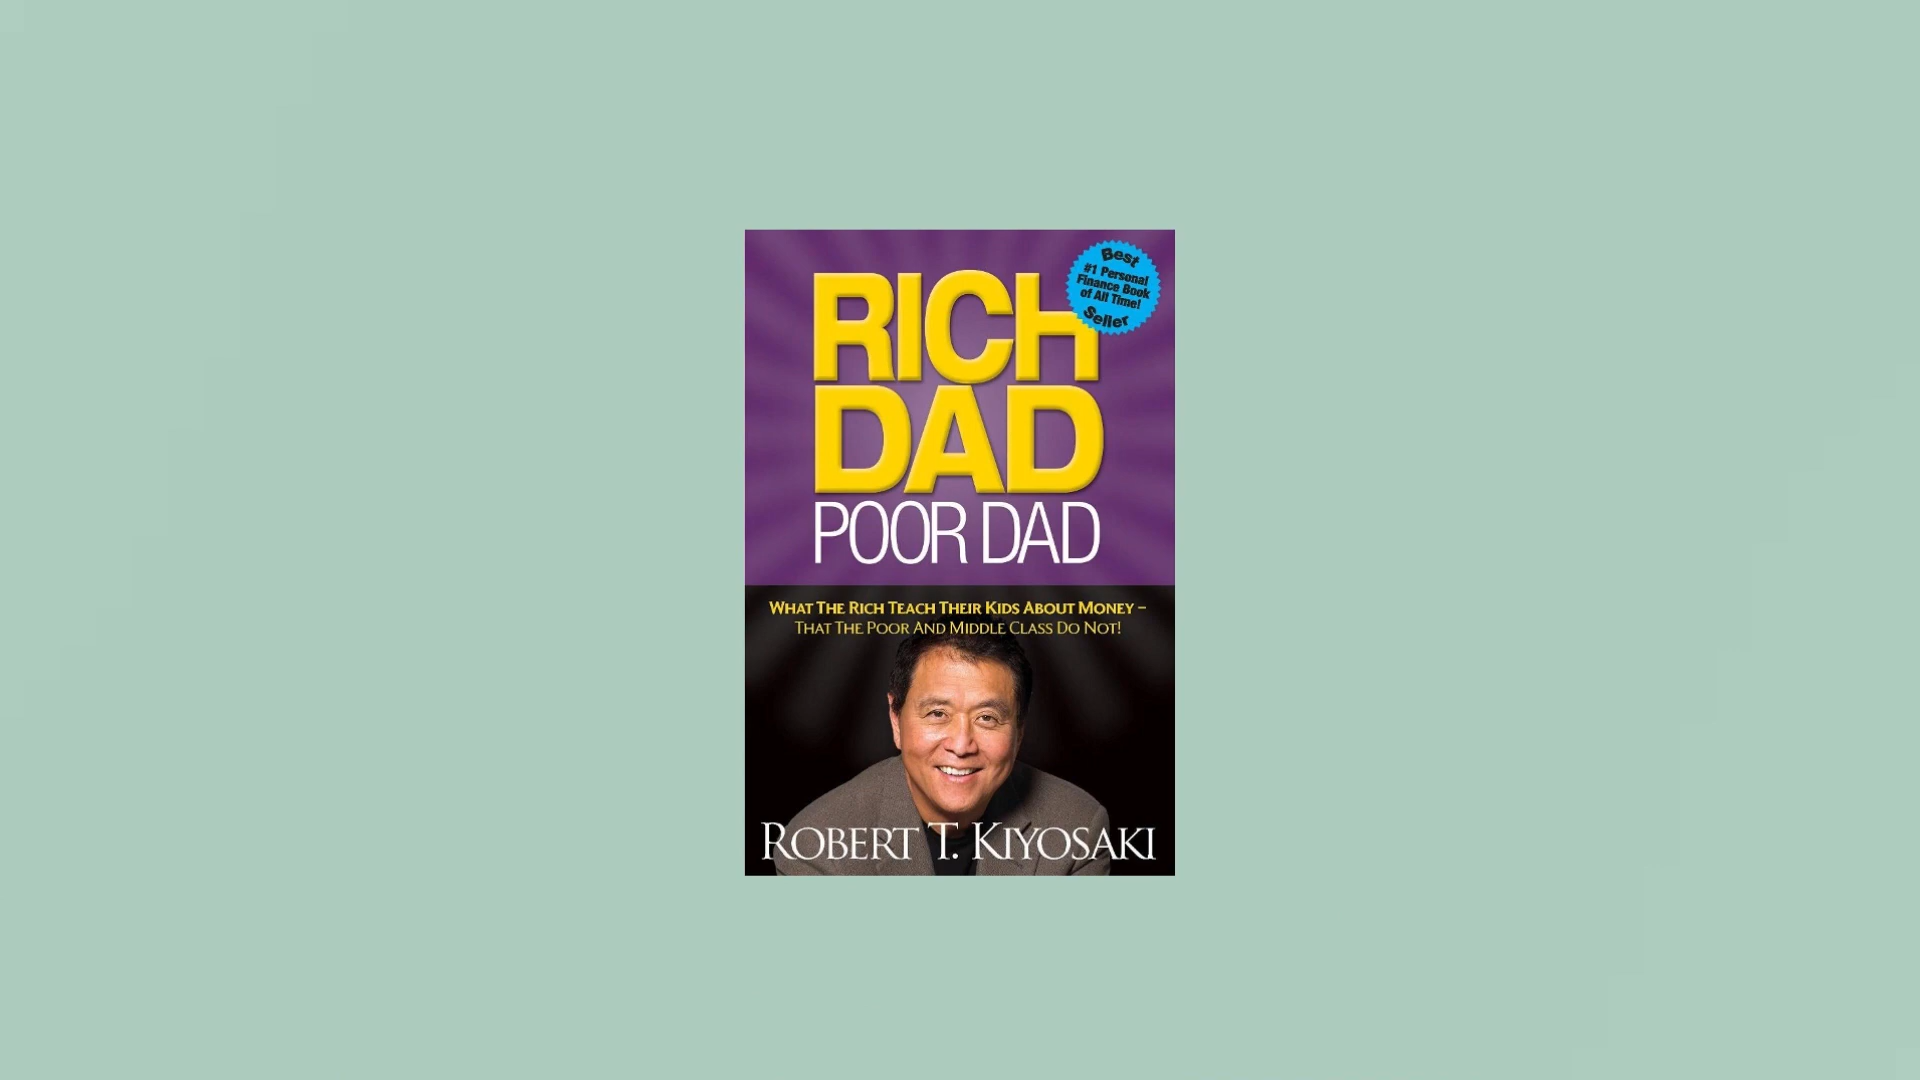 Best
#1 Personal
Finance Book
of All Time!
Seller
RICH
DAD
POOR DAD
WHAT THE RICH TEACH THEIR KIDS ABOUT MONEY –
THAT THE POOR AND MIDDLE CLASS DO NOT!
ROBERT T. KIYOSAKI